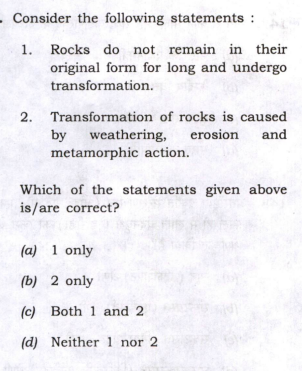 . Consider the following statements :
1. Rocks do not remain in their
original form for long and undergo
transformation.
2. Transformation of rocks is caused
by weathering, erosion and
metamorphic action.
Which of the statements given above
is/are correct?
(a) 1 only
(b) 2 only
(c) Both 1 and 2
(d) Neither 1 nor 2